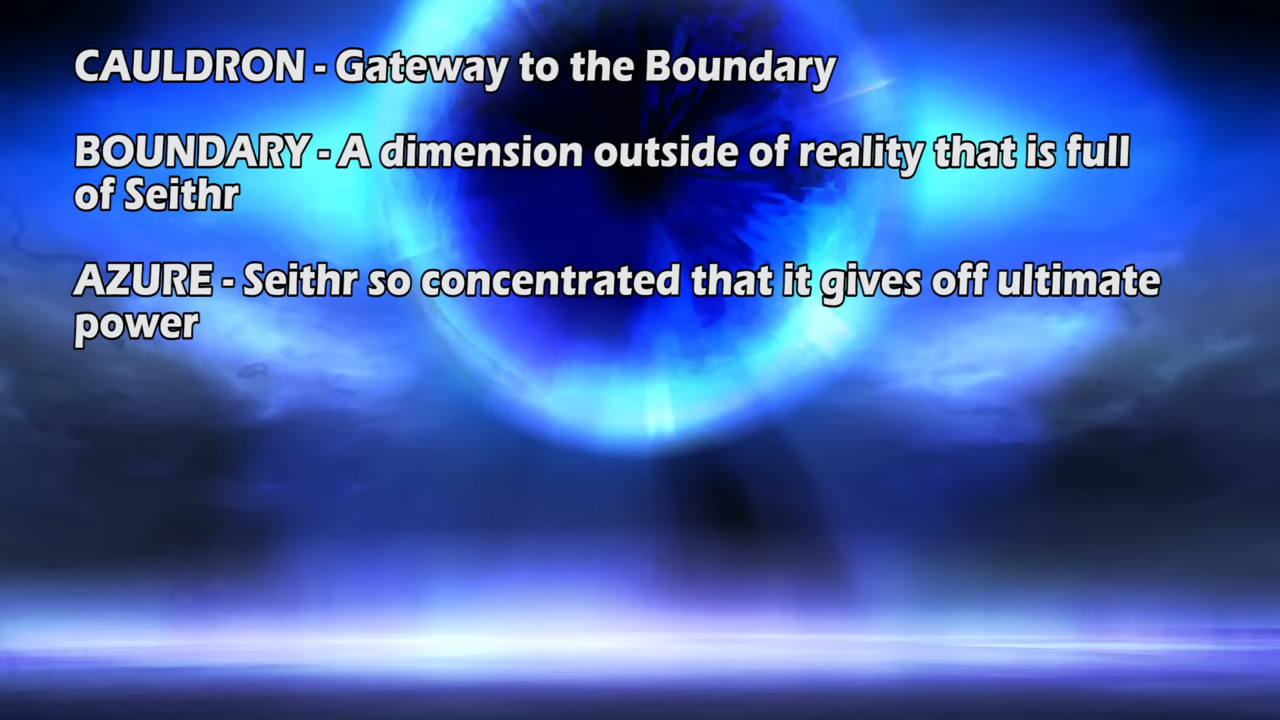 CAULDRON - Gateway to the Boundary
BOUNDARY - A dimension outside of reality that is full
of Seithr
AZURE - Seithr so concentrated that it gives off ultimate
power